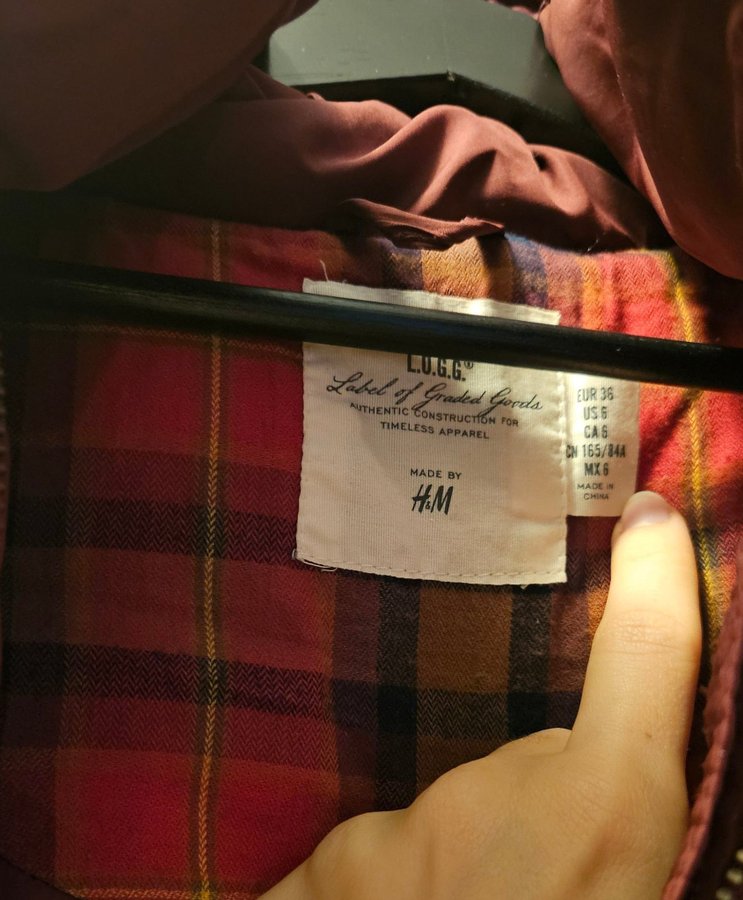 L.O.G.G.®
Label of Graded Goods
AUTHENTIC CONSTRUCTION FOR
TIMELESS APPAREL
MADE BY
H&M
EUR 36
US 6
CA 6
CN 165/84A
MX 6
MADE IN
CHINA